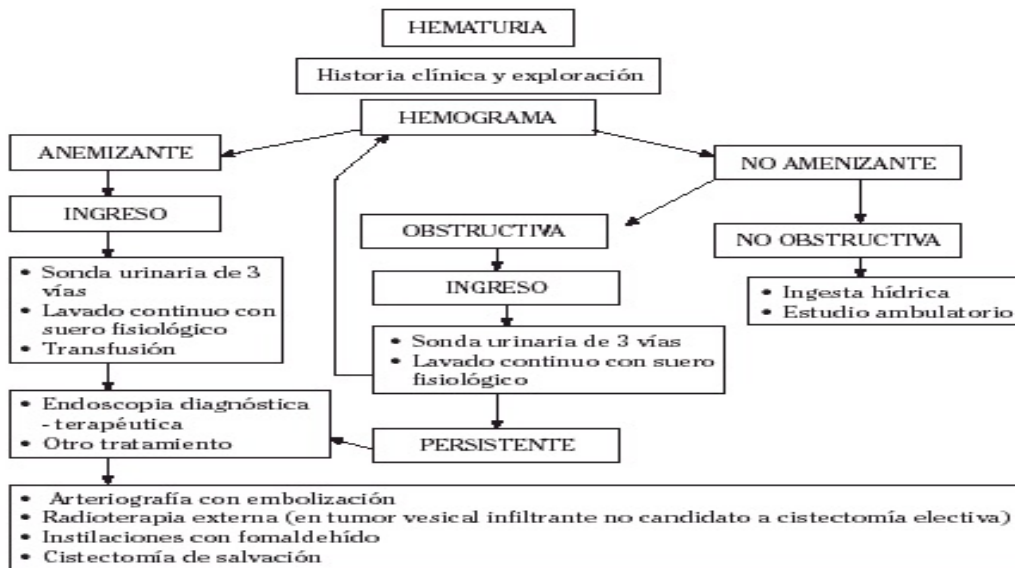 HEMATURIA
Historia clínica y exploración
HEMOGRAMA
ANEMIZANTE
NO AMENIZANTE
INGRESO
OBSTRUCTIVA
NO OBSTRUCTIVA
• Sonda urinaria de 3
vías
• Lavado continuo con
suero fisiológico
• Transfusión
INGRESO
• Ingesta hídrica
• Estudio ambulatorio
• Sonda urinaria de 3 vías
• Lavado continuo con suero
fisiológico
• Endoscopia diagnóstica
- terapéutica
• Otro tratamiento
PERSISTENTE
• Arteriografía con embolización
• Radioterapia externa (en tumor vesical infiltrante no candidato a cistectomía electiva)
• Instilaciones con fomaldehído
• Cistectomía de salvación